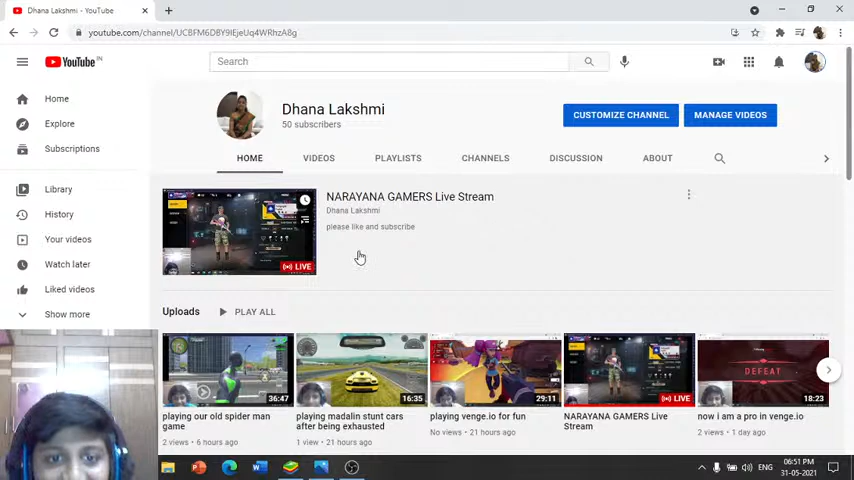 Dhana Lakshmi - YouTube
youtube.com/channel/UCBFM6DBY9IEjeUq4WRhzA8g
YouTube IN
Search
Home
Explore
Subscriptions
Library
History
Your videos
Watch later
Liked videos
Show more
Dhana Lakshmi
50 subscribers
CUSTOMIZE CHANNEL
MANAGE VIDEOS
HOME VIDEOS PLAYLISTS CHANNELS DISCUSSION ABOUT
NARAYANA GAMERS Live Stream
Dhana Lakshmi
please like and subscribe
LIVE
Uploads PLAY ALL
36:47
16:35
29:11
LIVE
DEFEAT
18:23
playing our old spider man
game
2 views • 6 hours ago
playing madalin stunt cars
after being exhausted
1 view • 21 hours ago
playing venge.io for fun
No views • 21 hours ago
NARAYANA GAMERS Live
Stream
now i am a pro in venge.io
2 views • 1 day ago
ENG
06:51 PM
31-05-2021